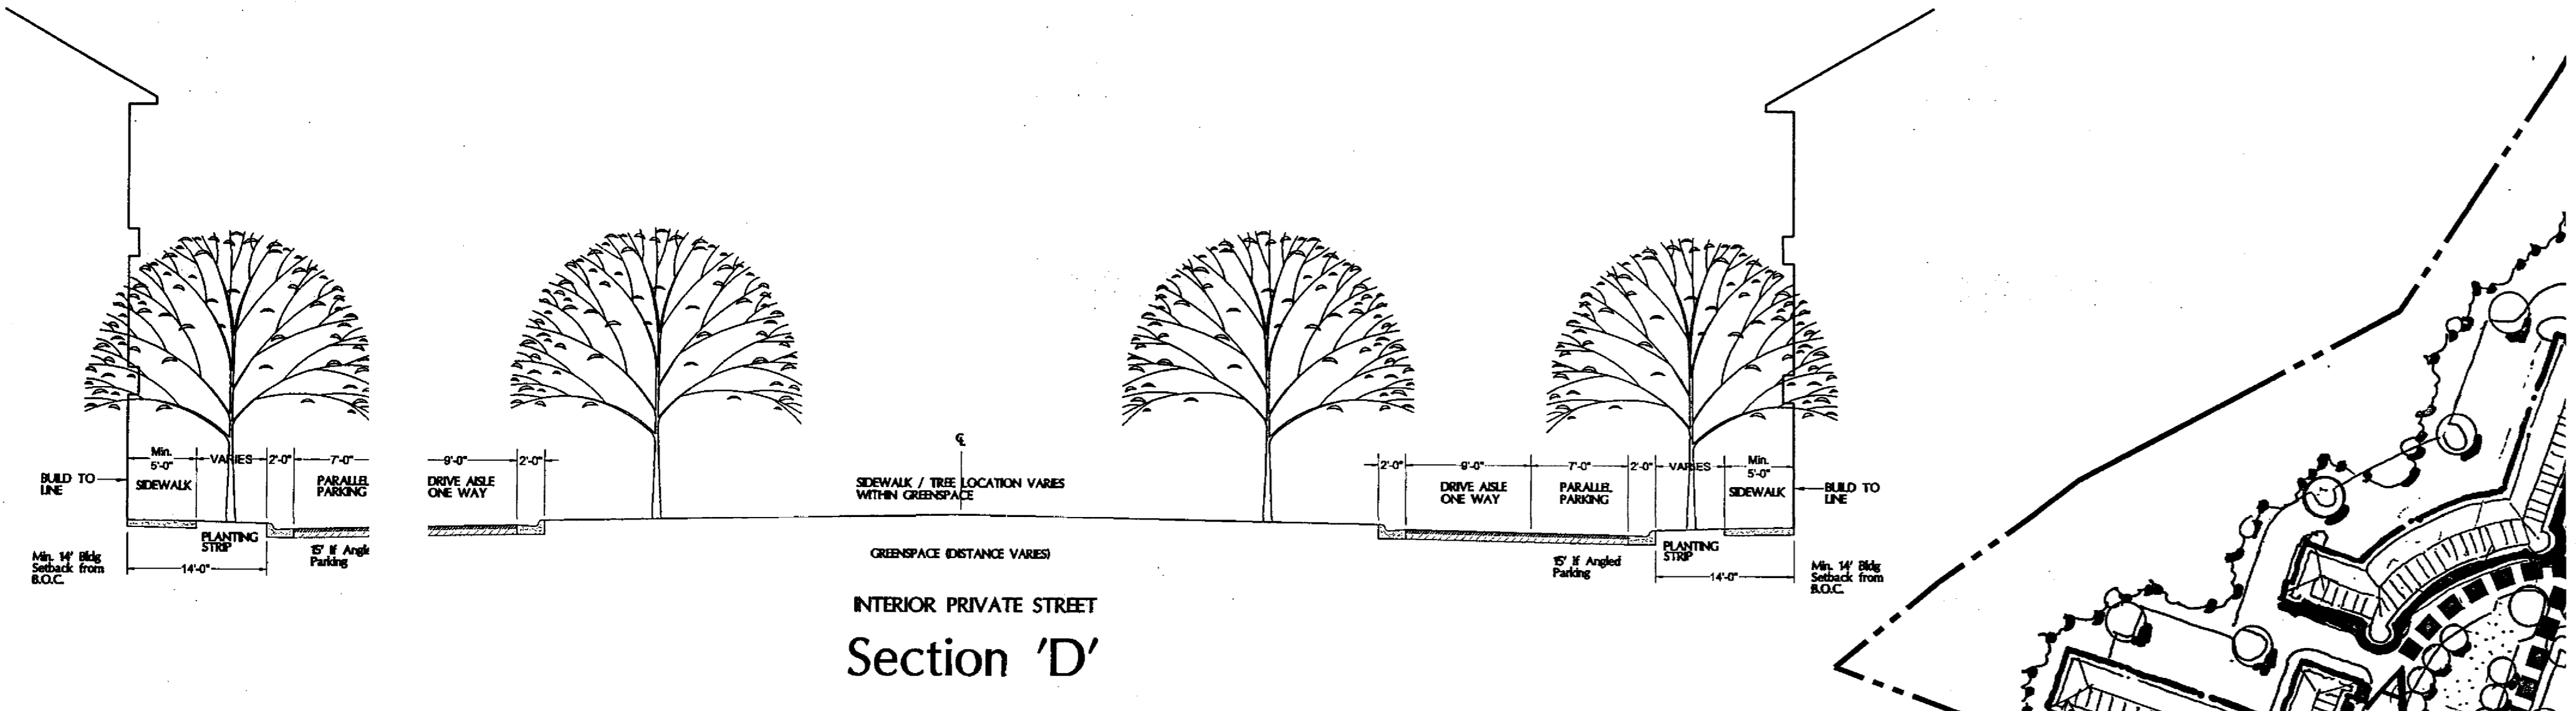 Min.
5'-0"
VARIES
2'-0"
7'-0"
9'-0"
2'-0"
BUILD TO
LINE
SIDEWALK
PARALLEL
PARKING
DRIVE AISLE
ONE WAY
PLANTING
STRIP
15' If Angle
Parking
Min. 14' Bldg
Setback from
B.O.C.
14'-0"
℄
SIDEWALK / TREE LOCATION VARIES
WITHIN GREENSPACE
GREENSPACE (DISTANCE VARIES)
2'-0"
9'-0"
7'-0"
2'-0"
VARIES
Min.
5'-0"
DRIVE AISLE
ONE WAY
PARALLEL
PARKING
SIDEWALK
BUILD TO
LINE
PLANTING
STRIP
15' If Angled
Parking
14'-0"
Min. 14' Bldg
Setback from
B.O.C.
INTERIOR PRIVATE STREET
Section 'D'